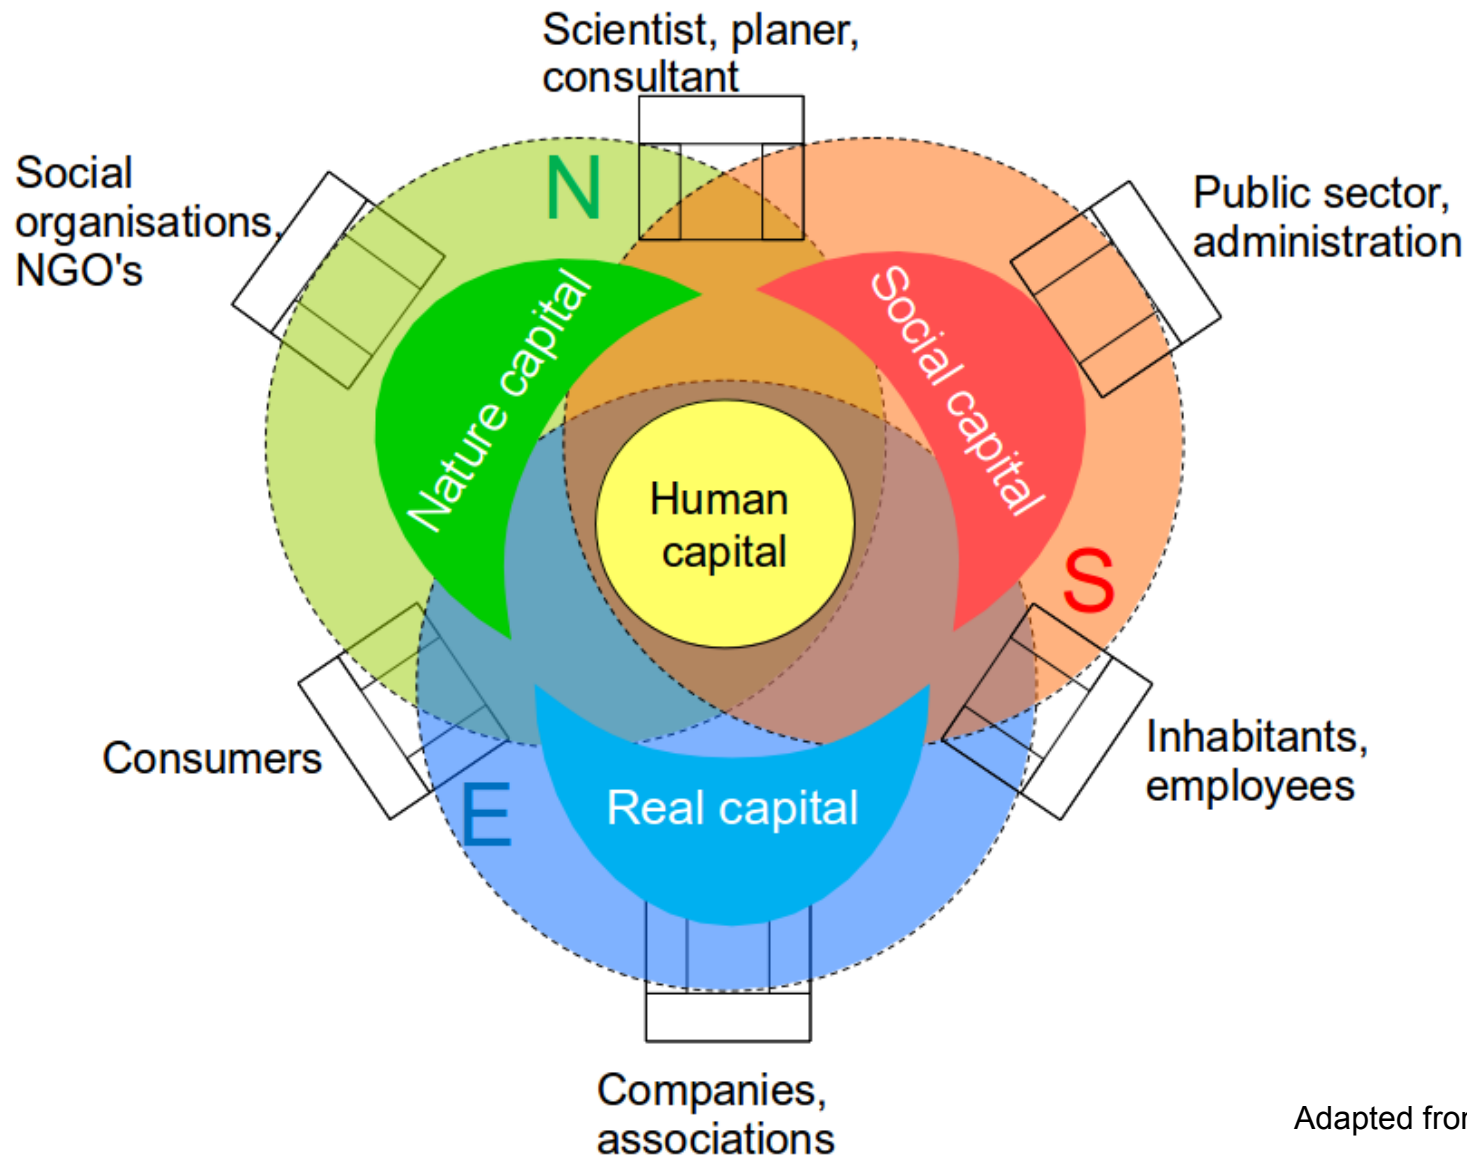 Scientist, planer,
consultant
Social
organisations,
NGO's
N
Public sector,
administration
Nature capital
Social capital
Human
capital
S
Consumers
Inhabitants,
employees
E
Real capital
Companies,
associations
Adapted